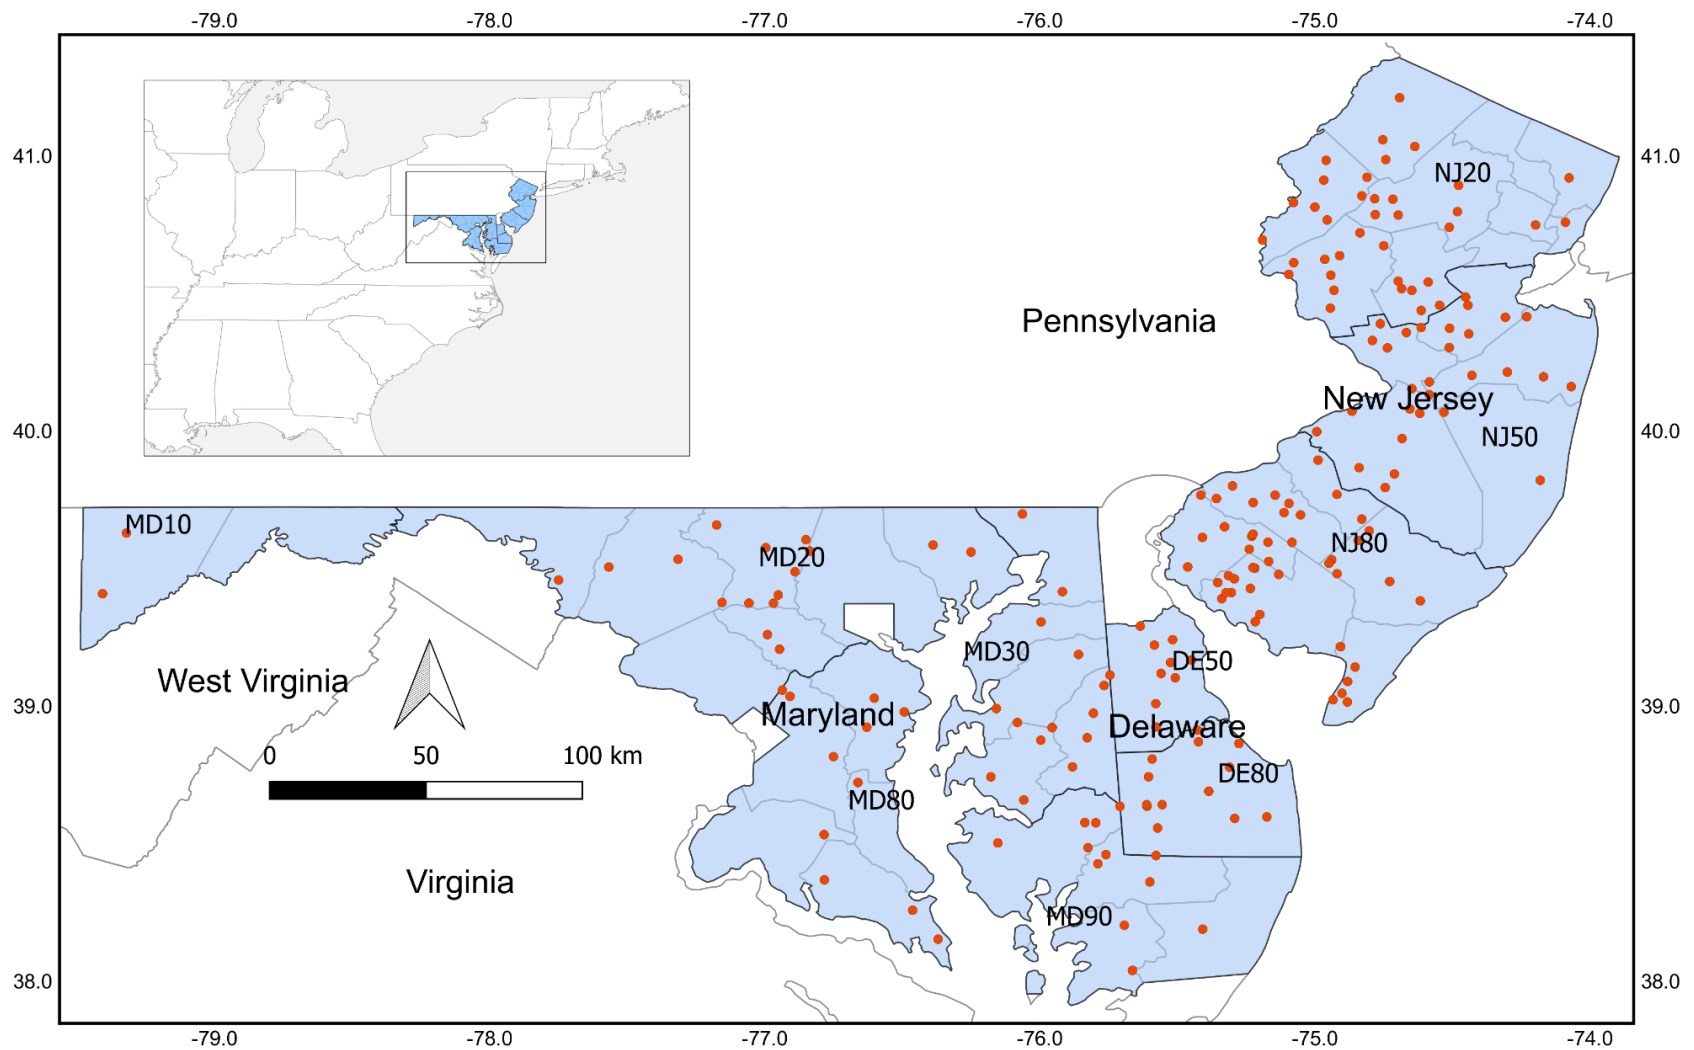 -79.0 -78.0 -77.0 -76.0 -75.0 -74.0
41.0 41.0
NJ20
Pennsylvania
New Jersey
40.0 40.0
NJ50
MD10
MD20
NJ80
MD30
DE50
West Virginia
39.0 39.0
Maryland
Delaware
0 50 100 km
DE80
MD80
Virginia
MD90
38.0 38.0
-79.0 -78.0 -77.0 -76.0 -75.0 -74.0